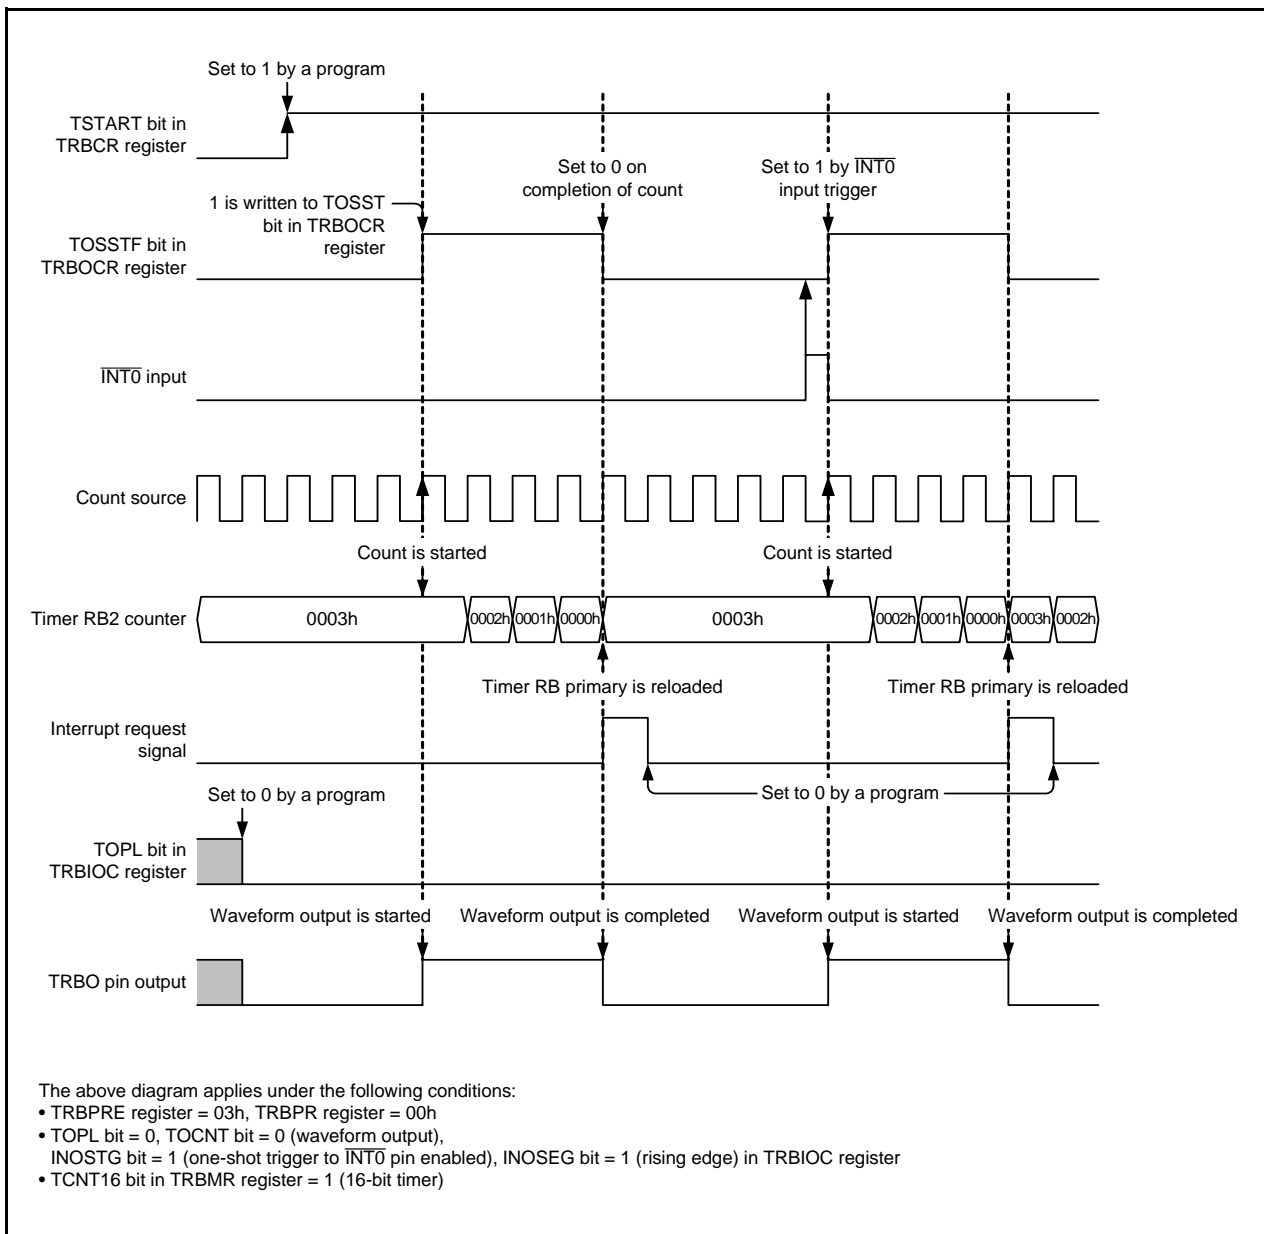 Set to 1 by a program
TSTART bit in
TRBCR register
Set to 0 on
completion of count
Set to 1 by INT0
input trigger
1 is written to TOSST
bit in TRBOCR
register
TOSSTF bit in
TRBOCR register
INT0 input
Count source
Count is started
Count is started
Timer RB2 counter
0003h
0002h
0001h
0000h
0003h
0002h
0001h
0000h
0003h
0002h
Timer RB primary is reloaded
Timer RB primary is reloaded
Interrupt request
signal
Set to 0 by a program
Set to 0 by a program
TOPL bit in
TRBIOC register
Waveform output is started
Waveform output is completed
Waveform output is started
Waveform output is completed
TRBO pin output
The above diagram applies under the following conditions:
• TRBPRE register = 03h, TRBPR register = 00h
• TOPL bit = 0, TOCNT bit = 0 (waveform output),
INOSTG bit = 1 (one-shot trigger to INT0 pin enabled), INOSEG bit = 1 (rising edge) in TRBIOC register
• TCNT16 bit in TRBMR register = 1 (16-bit timer)